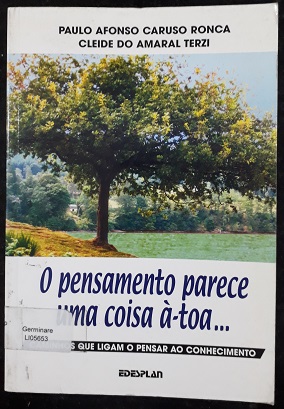 PAULO AFONSO CARUSO RONCA
CLEIDE DO AMARAL TERZI
O pensamento parece
uma coisa à-toa...
Germinare
LI05653
QUE LIGAM O PENSAR AO CONHECIMENTO
EDESPLAN